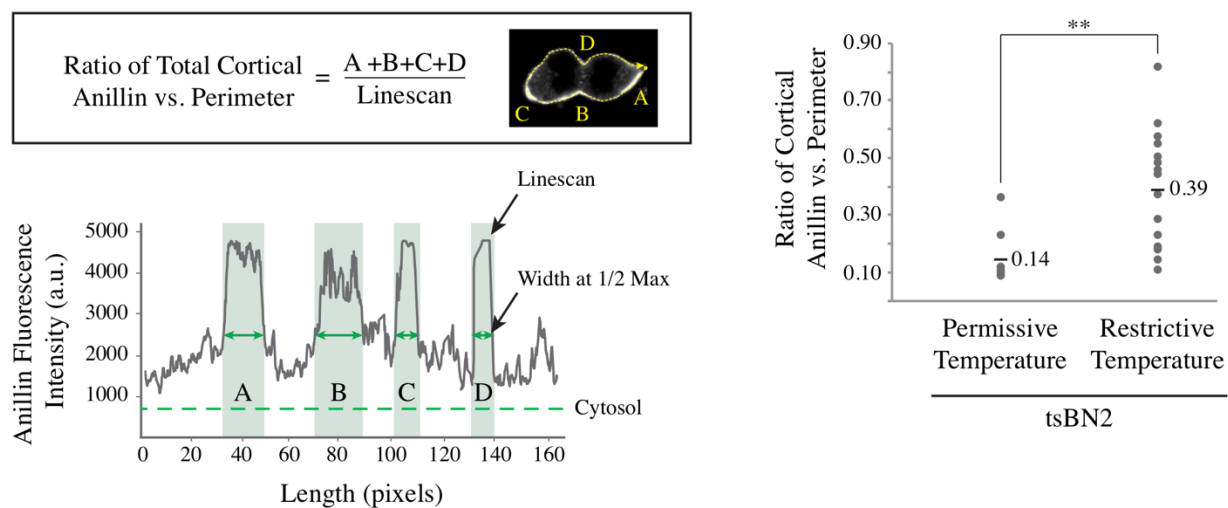 Ratio of Total Cortical
Anillin vs. Perimeter
=
A +B+C+D
Linescan
D
C
B
A
Linescan
Width at 1/2 Max
Anillin Fluorescence
Intensity (a.u.)
5000
4000
3000
2000
1000
A
B
C
D
Cytosol
0
20
40
60
80
100
120
140
160
Length (pixels)
Ratio of Cortical
Anillin vs. Perimeter
0.90
0.70
0.50
0.30
0.10
**
0.14
0.39
Permissive
Temperature
Restrictive
Temperature
tsBN2